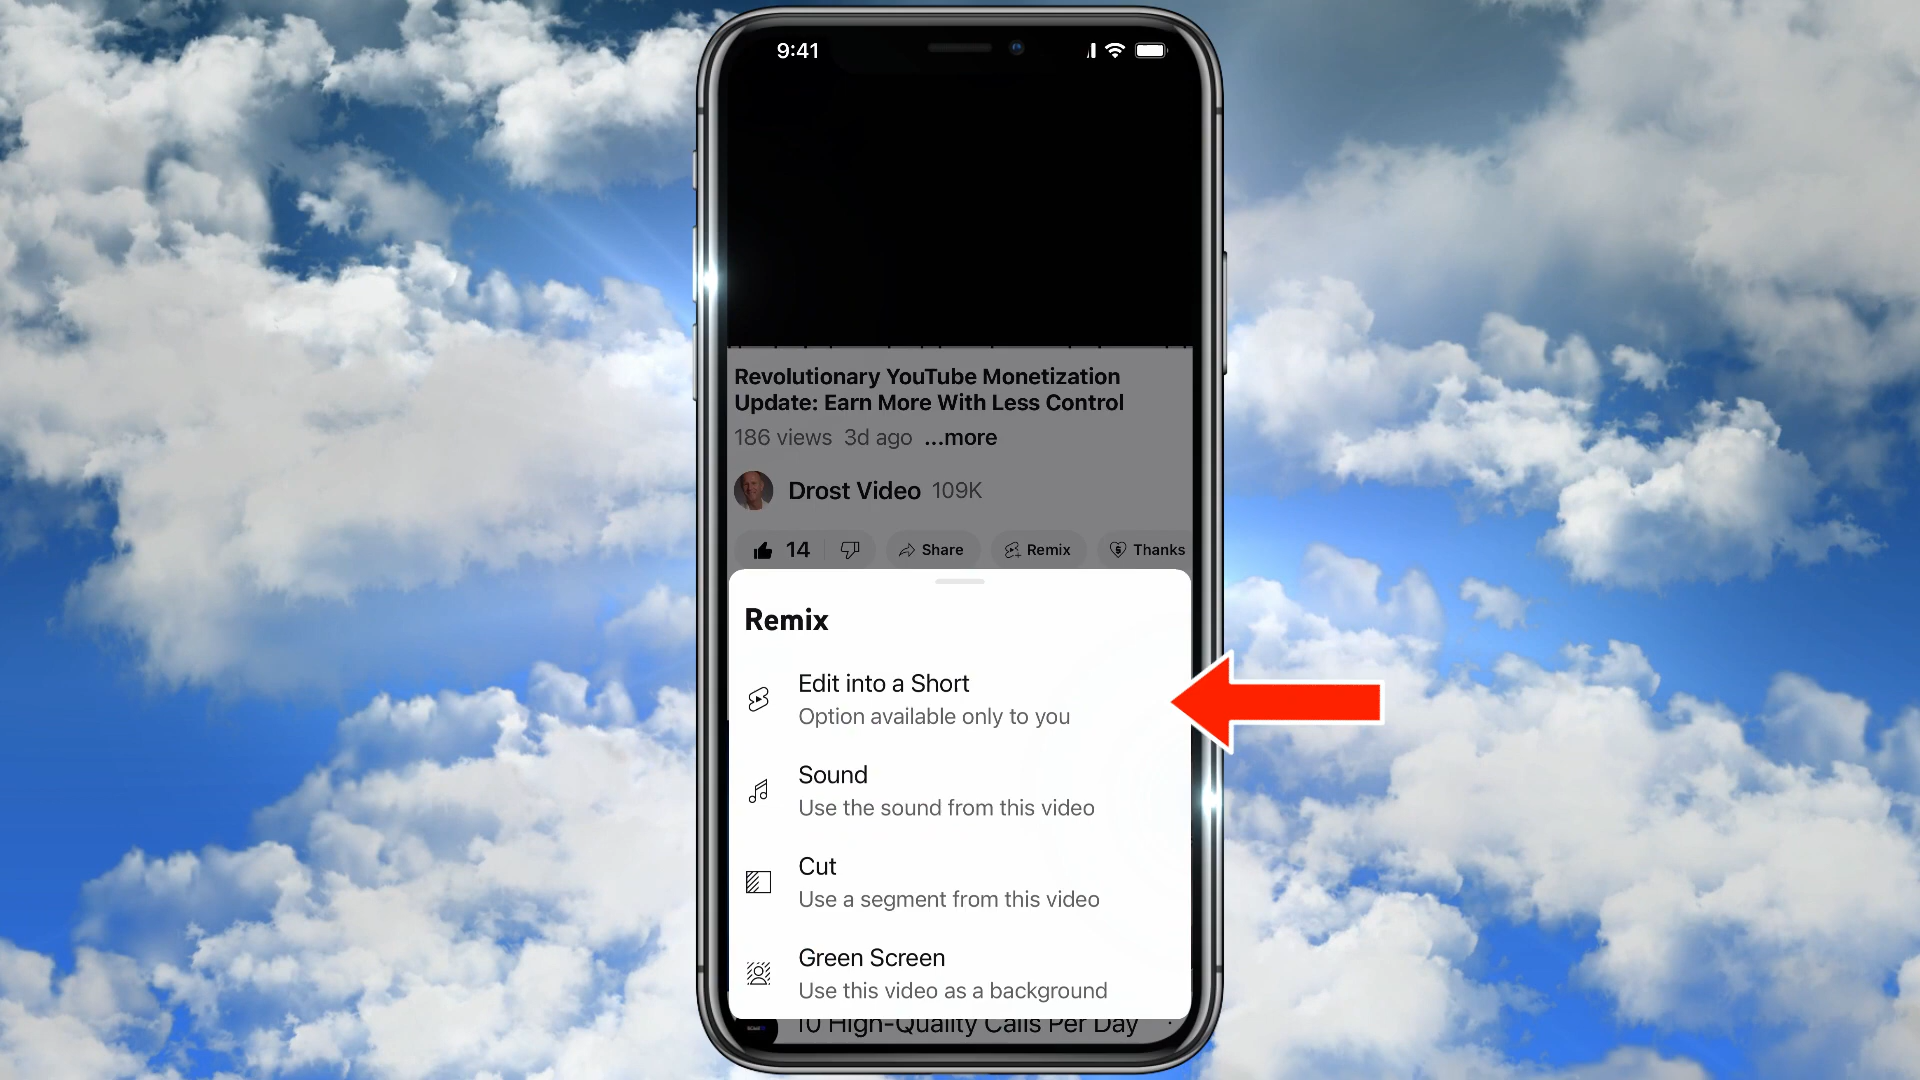 9:41
Revolutionary YouTube Monetization
Update: Earn More With Less Control
186 views 3d ago ...more
Drost Video 109K
14 Share Remix Thanks
Remix
Edit into a Short
Option available only to you
Sound
Use the sound from this video
Cut
Use a segment from this video
Green Screen
Use this video as a background
10 High-Quality Calls Per Day ·